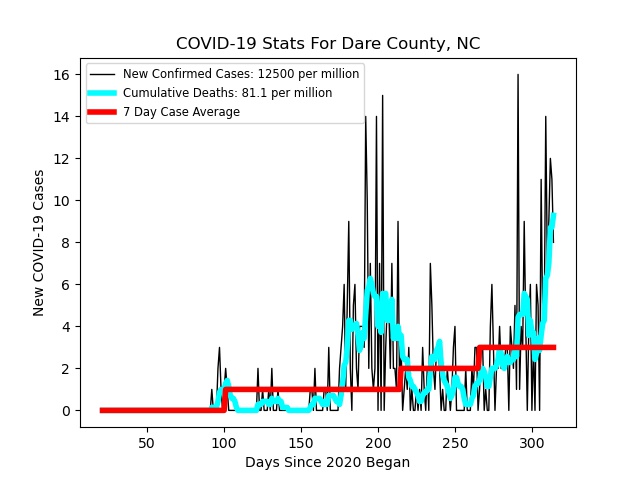 COVID-19 Stats For Dare County, NC
New Confirmed Cases: 12500 per million
Cumulative Deaths: 81.1 per million
7 Day Case Average
New COVID-19 Cases
16
14
12
10
8
6
4
2
0
50 100 150 200 250 300
Days Since 2020 Began